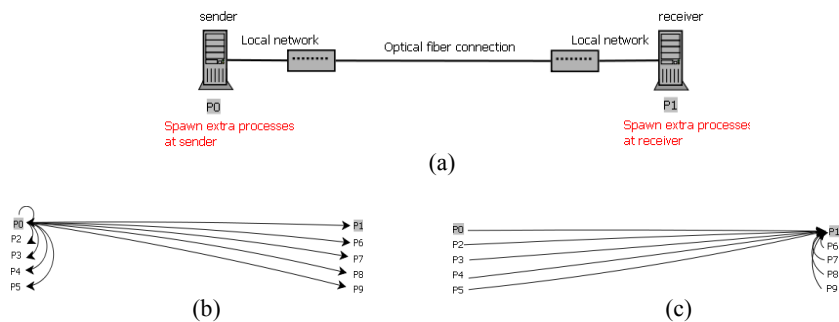 sender
receiver
Local network
Optical fiber connection
Local network
P0
P1
Spawn extra processes
at sender
Spawn extra processes
at receiver
(a)
P0
P2
P3
P4
P5
P1
P6
P7
P8
P9
(b)
P0
P2
P3
P4
P5
P1
P6
P7
P8
P9
(c)